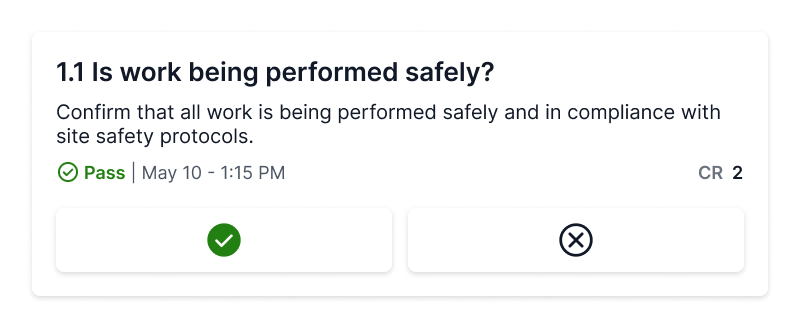 1.1 Is work being performed safely?
Confirm that all work is being performed safely and in compliance with
site safety protocols.
Pass | May 10 - 1:15 PM CR 2